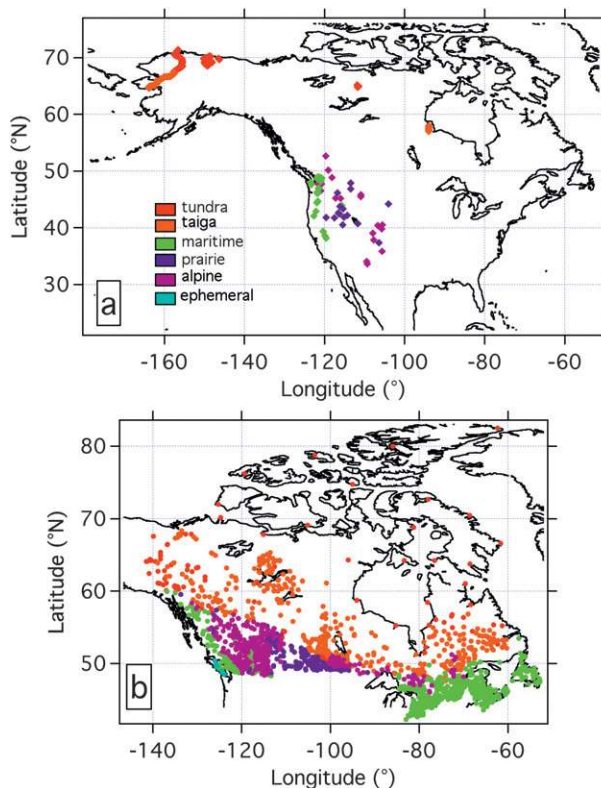 70
60
Latitude (°N)
50
40
30
tundra
taiga
maritime
prairie
alpine
ephemeral
a
-160 -140 -120 -100 -80 -60
Longitude (°)
80
70
Latitude (°N)
60
50
b
-140 -120 -100 -80 -60
Longitude (°)